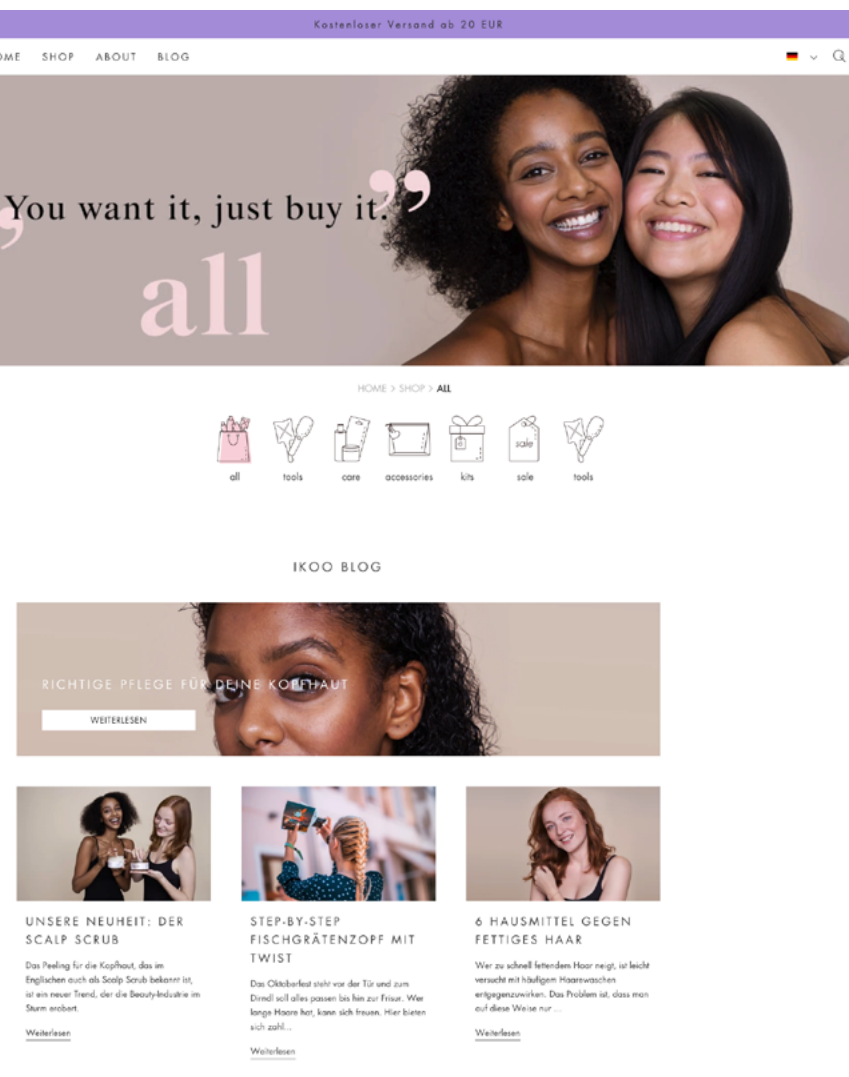 Kostenloser Versand ab 20 EUR
OME SHOP ABOUT BLOG
You want it, just buy it.”
all
HOME > SHOP > ALL
sale
all tools care accessories kits sale tools
IKOO BLOG
RICHTIGE PFLEGE FÜR DEINE KOPFHAUT
WEITERLESEN
UNSERE NEUHEIT: DER
SCALP SCRUB
Das Peeling für die Kopfhaut, das im
Englischen auch als Scalp Scrub bekannt ist,
ist ein neuer Trend, der die Beauty-Industrie im
Sturm erobert.
Weiterlesen
STEP-BY-STEP
FISCHGRÄTENZOPF MIT
TWIST
Das Oktoberfest steht vor der Tür und zum
Dirndl soll alles passen bis hin zur Frisur. Wer
lange Haare hat, kann sich freuen. Hier bieten
sich zahl...
Weiterlesen
6 HAUSMITTEL GEGEN
FETTIGES HAAR
Wer zu schnell fettendem Haar neigt, ist leicht
versucht mit häufigem Haarewaschen
entgegenzuwirken. Das Problem ist, dass man
auf diese Weise nur ...
Weiterlesen